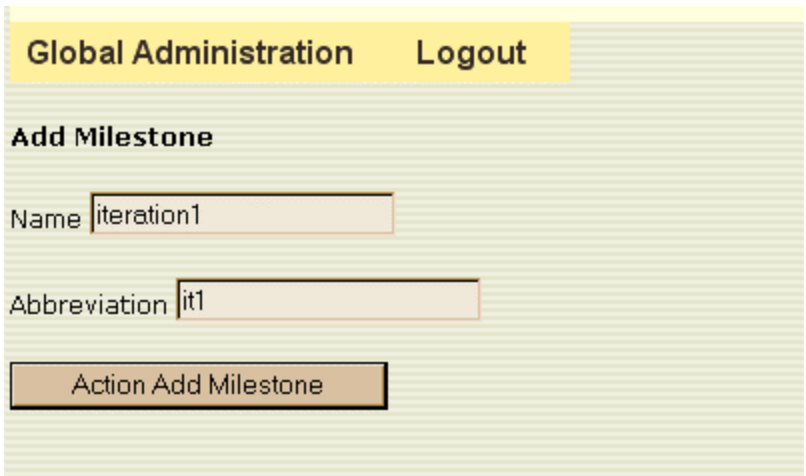 Global Administration Logout
Add Milestone
Name iteration1
Abbreviation it1
Action Add Milestone